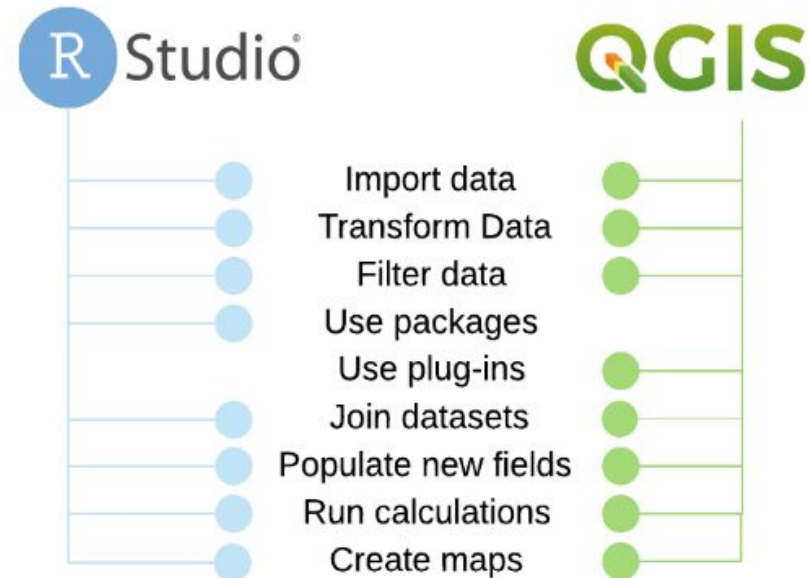 R Studio®
QGIS
Import data
Transform Data
Filter data
Use packages
Use plug-ins
Join datasets
Populate new fields
Run calculations
Create maps